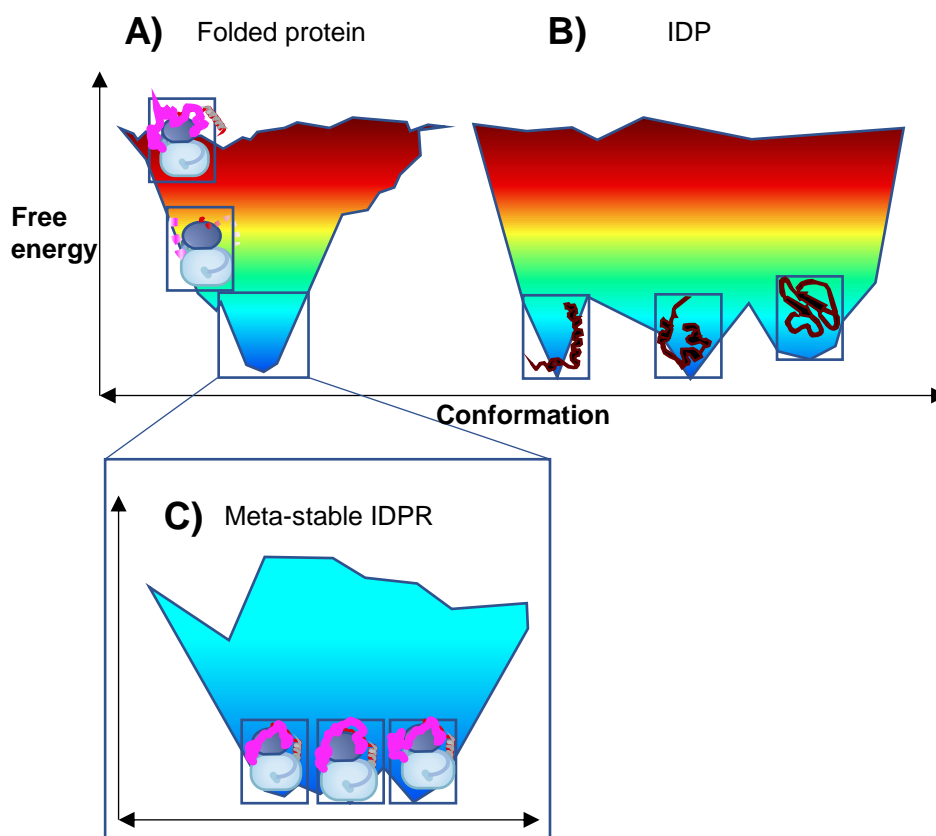 A) Folded protein
B) IDP
Free
energy
Conformation
C) Meta-stable IDPR